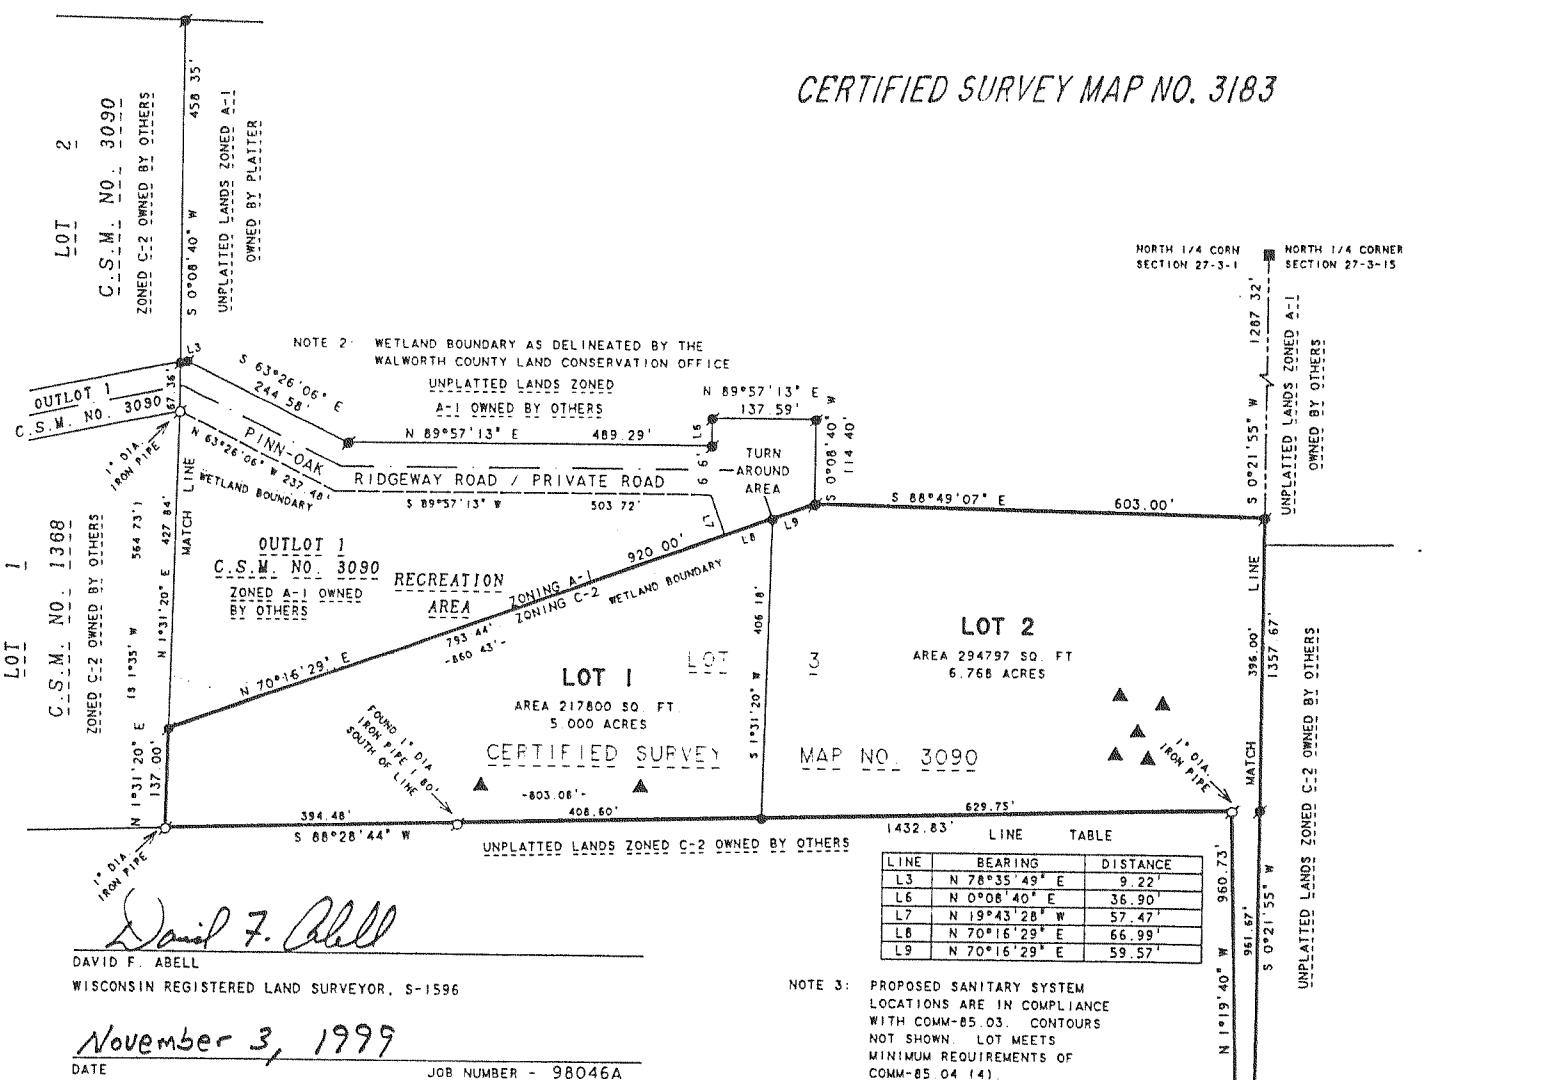 CERTIFIED SURVEY MAP NO. 3183
458 35'
S 0°08'40" W
LOT 2
C.S.M. NO. 3090
ZONED C-2 OWNED BY OTHERS
UNPLATTED LANDS ZONED A-1
OWNED BY PLATTER
NORTH 1/4 CORN
SECTION 27-3-1
NORTH 1/4 CORNER
SECTION 27-3-15
1287 32'
S 0°21'55" W
UNPLATTED LANDS ZONED A-1
OWNED BY OTHERS
NOTE 2: WETLAND BOUNDARY AS DELINEATED BY THE
WALWORTH COUNTY LAND CONSERVATION OFFICE
L3
S 63°26'06" E
244 58'
UNPLATTED LANDS ZONED
A-1 OWNED BY OTHERS
N 89°57'13" E
137.59'
OUTLOT 1
C.S.M. NO. 3090
67 36'
N 89°57'13" E 489.29'
L6
S 0°08'40" W
114 40'
TURN
AROUND
AREA
1" DIA.
IRON PIPE
PINN-OAK
RIDGEWAY ROAD / PRIVATE ROAD
N 63°26'06" W 237.48'
WETLAND BOUNDARY
S 89°57'13" W 503 72'
L7
L8
L9
S 88°49'07" E 603.00'
MATCH LINE
564 73')
427 84'
N 1°31'20" E
(S 1°35' W
LOT 1
C.S.M. NO. 1368
ZONED C-2 OWNED BY OTHERS
OUTLOT 1
C.S.M. NO. 3090
ZONED A-1 OWNED
BY OTHERS
RECREATION
AREA
920 00'
ZONING A-1
ZONING C-2
WETLAND BOUNDARY
793 44'
-860 43'-
N 70°16'29" E
406 18'
S 1°31'20" W
LOT 1
AREA 217800 SQ. FT.
5.000 ACRES
LOT 3
LOT 2
AREA 294797 SQ. FT
6.768 ACRES
CERTIFIED SURVEY MAP NO. 3090
MATCH LINE
396.00'
1357.67'
UNPLATTED LANDS ZONED C-2 OWNED BY OTHERS
N 1°31'20" E
137.00'
FOUND 1" DIA
IRON PIPE 1 80'
SOUTH OF LINE
1" DIA.
IRON PIPE
-803.08'-
394.48'
408.60'
629.75'
S 88°28'44" W
1432.83'
UNPLATTED LANDS ZONED C-2 OWNED BY OTHERS
1" DIA.
IRON PIPE
LINE TABLE
LINE BEARING DISTANCE
L3 N 78°35'49" E 9.22'
L6 N 0°08'40" E 36.90'
L7 N 19°43'28" W 57.47'
L8 N 70°16'29" E 66.99'
L9 N 70°16'29" E 59.57'
960.73'
N 1°19'40" W
961.67'
S 0°21'55" W
David F. Abell
DAVID F. ABELL
WISCONSIN REGISTERED LAND SURVEYOR, S-1596
November 3, 1999
DATE
JOB NUMBER - 98046A
NOTE 3: PROPOSED SANITARY SYSTEM
LOCATIONS ARE IN COMPLIANCE
WITH COMM-85.03. CONTOURS
NOT SHOWN. LOT MEETS
MINIMUM REQUIREMENTS OF
COMM-85.04 (4).